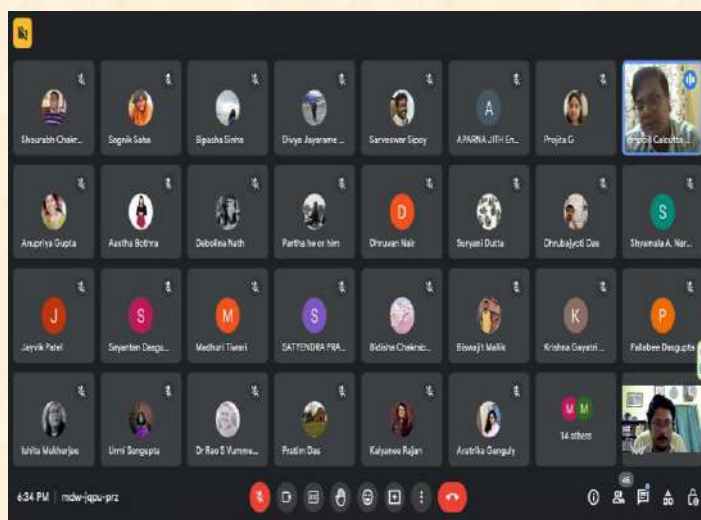 Shourabh Chakr... Sagnik Saha Bipasha Sinha Divya Jayarame... Sarveswar Sipoy APARNA JITH En... Projita G Calcutta
Anupriya Gupta Aastha Bothra Debolina Nath Partha he or him D Dhruvan Nair Suryani Dutta Dhrubajyoti Das S Shyamala A. Nar...
J Jayvik Patel S Sayantan Dasgu... M Madhuri Tiwari S SATYENDRA PRA... Bidisha Chakrab... Biswajit Mallik K Krishna Gayatri ... P Pallabee Dasgupta
Ishita Mukherjee Urmi Sengupta Dr Rao S Vumme... Pratim Das Kalyanee Rajan Aratrika Ganguly M M 14 others
46
6:34 PM | mdw-jqpu-prz